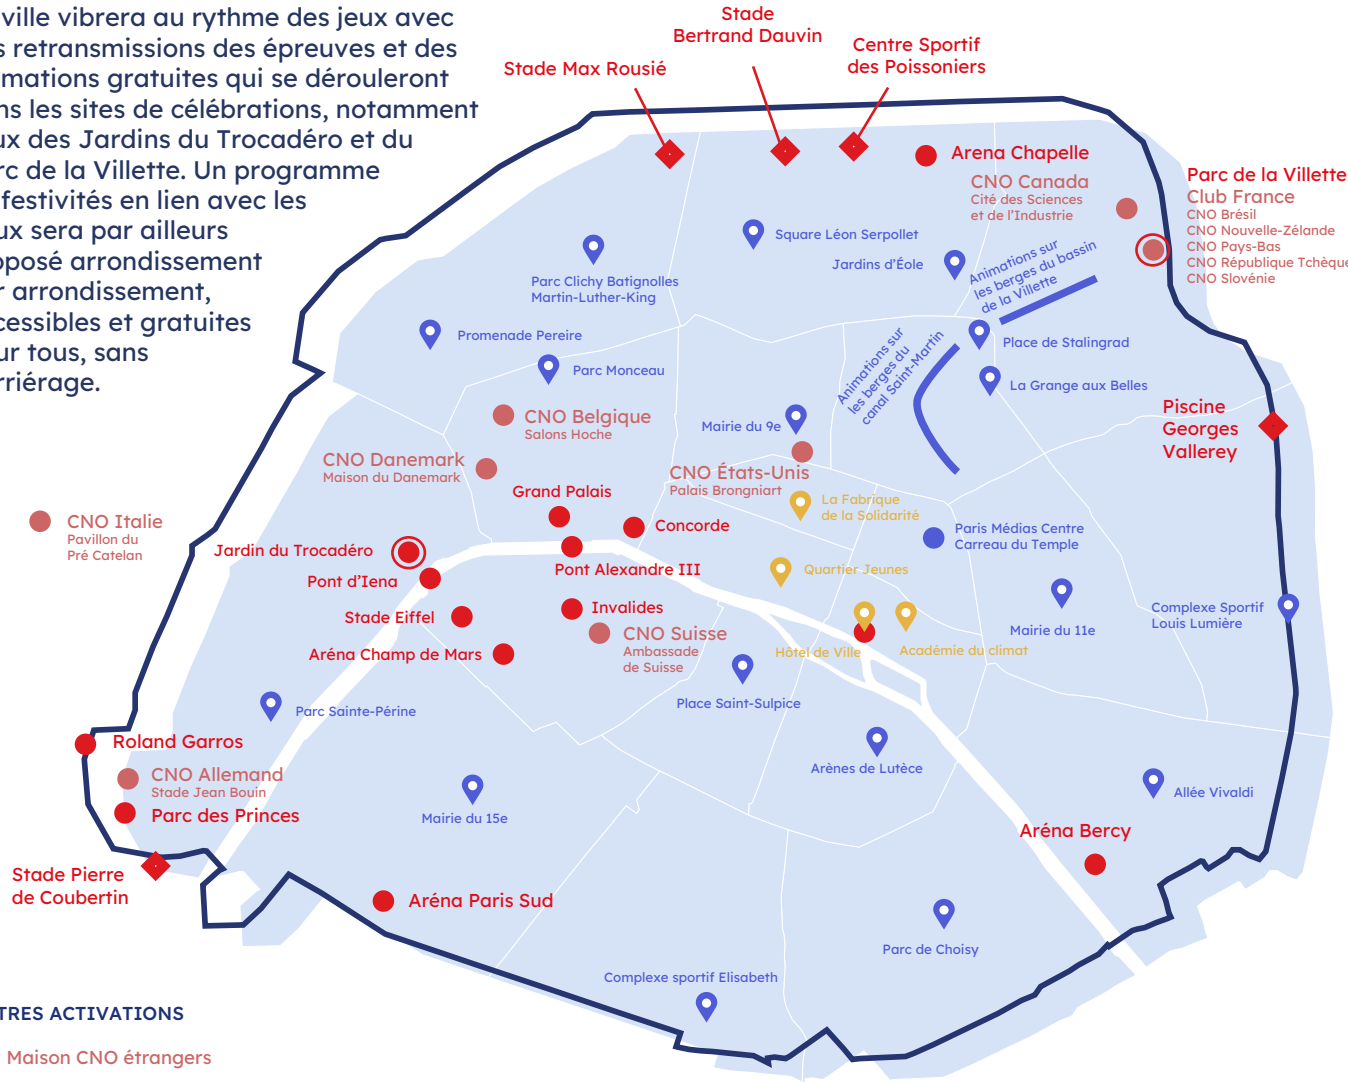 ville vibrera au rythme des jeux avec
s retransmissions des épreuves et des
mations gratuites qui se dérouleront
ns les sites de célébrations, notamment
ux des Jardins du Trocadéro et du
rc de la Villette. Un programme
festivités en lien avec les
ux sera par ailleurs
oposé arrondissement
r arrondissement,
cessibles et gratuites
ur tous, sans
rriérage.
Stade
Bertrand Dauvin
Stade Max Rousié
Centre Sportif
des Poissoniers
Arena Chapelle
CNO Canada
Cité des Sciences
et de l'Industrie
Parc de la Villette
Club France
CNO Brésil
CNO Nouvelle-Zélande
CNO Pays-Bas
CNO République Tchèque
CNO Slovénie
Square Léon Serpollet
Jardins d'Éole
Animations sur
les berges du bassin
de la Villette
Parc Clichy Batignolles
Martin-Luther-King
Promenade Pereire
Parc Monceau
Place de Stalingrad
La Grange aux Belles
Animations sur
les berges du
canal Saint-Martin
Piscine
Georges
Vallerey
CNO Belgique
Salons Hoche
Mairie du 9e
CNO Danemark
Maison du Danemark
CNO États-Unis
Palais Brongniart
Grand Palais
La Fabrique
de la Solidarité
CNO Italie
Pavillon du
Pré Catelan
Concorde
Paris Médias Centre
Carreau du Temple
Jardin du Trocadéro
Pont Alexandre III
Quartier Jeunes
Pont d'Iena
Stade Eiffel
Invalides
CNO Suisse
Ambassade
de Suisse
Aréna Champ de Mars
Hôtel de Ville
Académie du climat
Mairie du 11e
Complexe Sportif
Louis Lumière
Place Saint-Sulpice
Parc Sainte-Périne
Roland Garros
CNO Allemand
Stade Jean Bouin
Parc des Princes
Arènes de Lutèce
Allée Vivaldi
Mairie du 15e
Aréna Bercy
Stade Pierre
de Coubertin
Aréna Paris Sud
Parc de Choisy
Complexe sportif Elisabeth
TRES ACTIVATIONS
Maison CNO étrangers